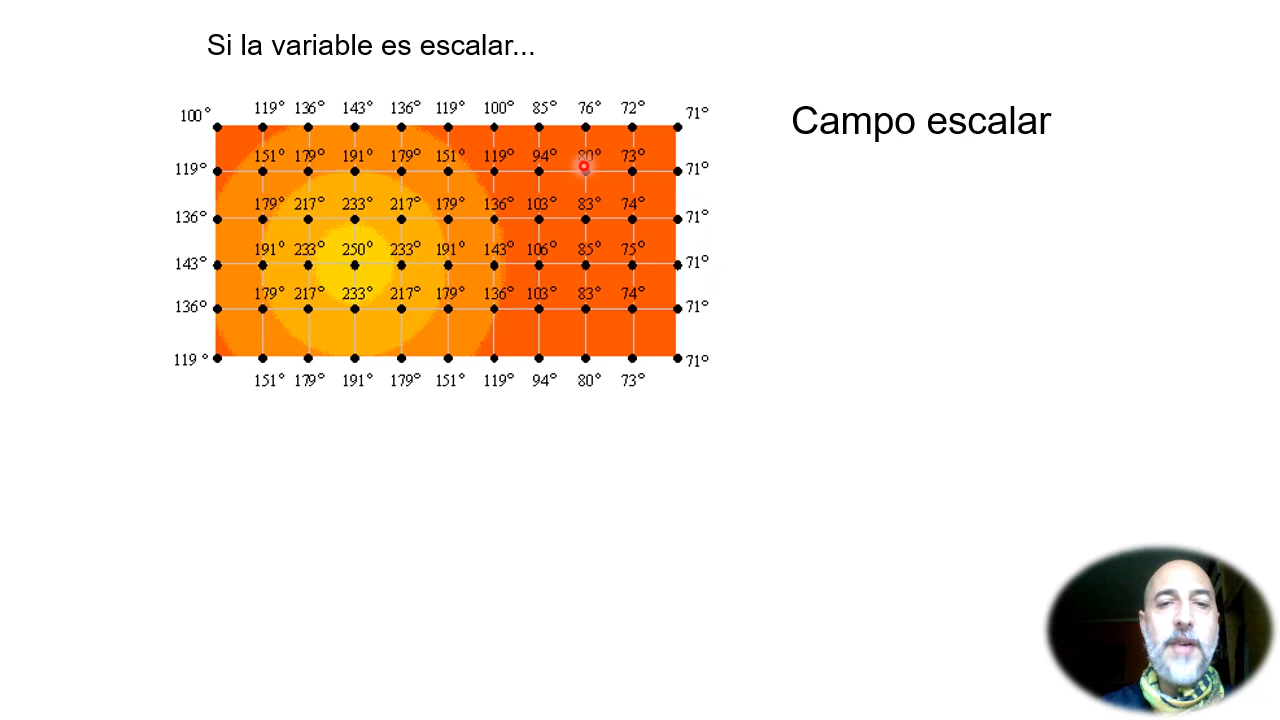 Si la variable es escalar...
Campo escalar
100° 119° 136° 143° 136° 119° 100° 85° 76° 72° 71°
119° 151° 179° 191° 179° 151° 119° 94° 80° 73° 71°
136° 179° 217° 233° 217° 179° 136° 103° 83° 74° 71°
143° 191° 233° 250° 233° 191° 143° 106° 85° 75° 71°
136° 179° 217° 233° 217° 179° 136° 103° 83° 74° 71°
119° 151° 179° 191° 179° 151° 119° 94° 80° 73° 71°